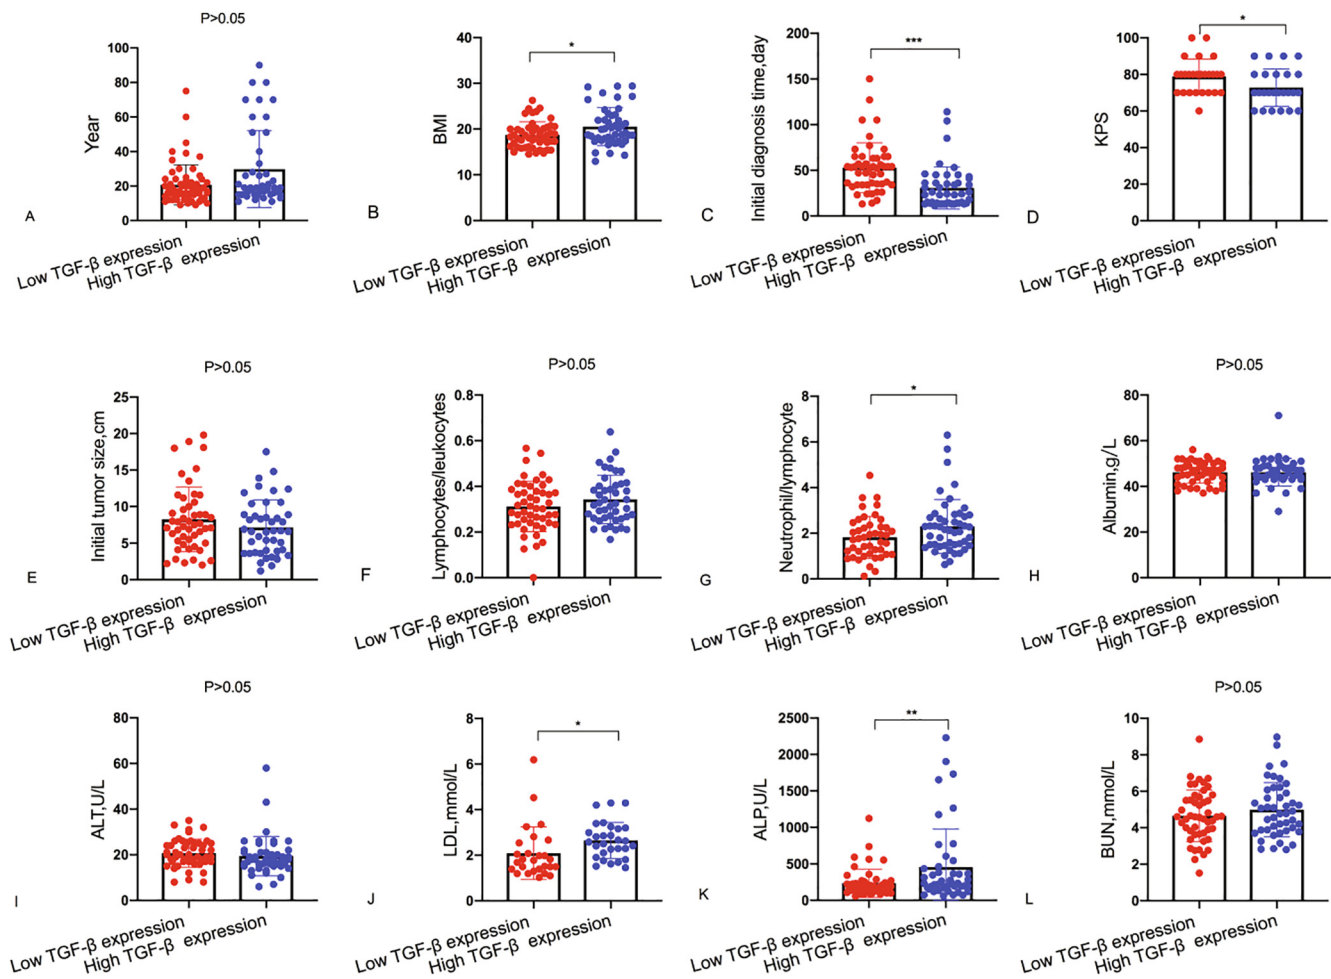 P>0.05
Year
100
80
60
40
20
0
Low TGF-β expression
High TGF-β expression
A
BMI
40
30
20
10
0
*
Low TGF-β expression
High TGF-β expression
B
Initial diagnosis time,day
200
150
100
50
0
***
Low TGF-β expression
High TGF-β expression
C
KPS
100
80
60
40
20
0
*
Low TGF-β expression
High TGF-β expression
D
P>0.05
Initial tumor size,cm
25
20
15
10
5
0
Low TGF-β expression
High TGF-β expression
E
P>0.05
Lymphocytes/leukocytes
0.8
0.6
0.4
0.2
0.0
Low TGF-β expression
High TGF-β expression
F
Neutrophil/lymphocyte
8
6
4
2
0
*
Low TGF-β expression
High TGF-β expression
G
P>0.05
Albumin,g/L
80
60
40
20
0
Low TGF-β expression
High TGF-β expression
H
P>0.05
ALT,U/L
80
60
40
20
0
Low TGF-β expression
High TGF-β expression
I
LDL,mmol/L
8
6
4
2
0
*
Low TGF-β expression
High TGF-β expression
J
ALP,U/L
2500
2000
1500
1000
500
0
**
Low TGF-β expression
High TGF-β expression
K
P>0.05
BUN,mmol/L
10
8
6
4
2
0
Low TGF-β expression
High TGF-β expression
L